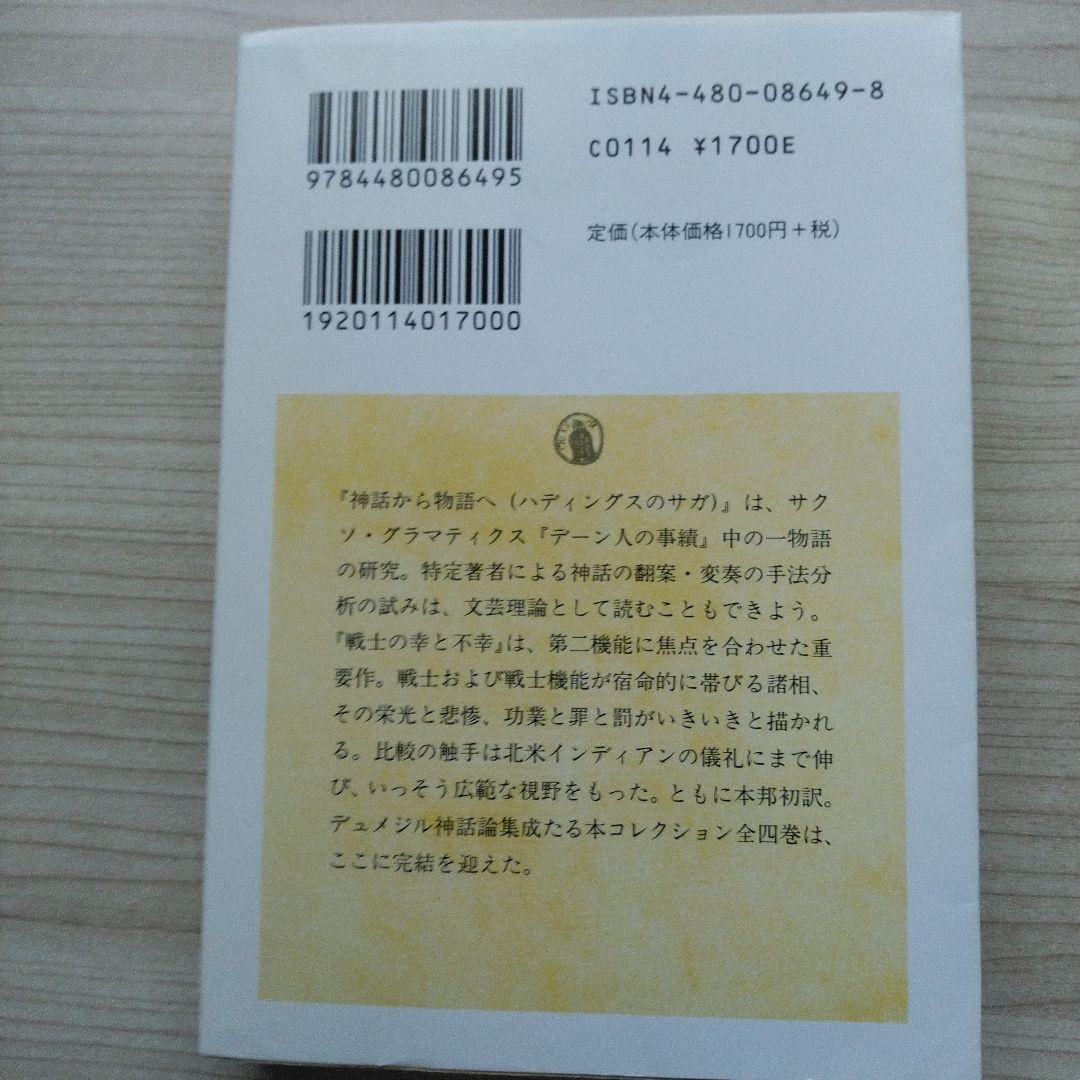 ISBN4-480-08649-8
C0114 ¥1700E
9784480086495
定価(本体価格1700円+税)
1920114017000
『神話から物語へ (ハディングスのサガ)』は、サク
ソ・グラマティクス『デーン人の事績』中の一物語
の研究。特定著者による神話の翻案・変奏の手法分
析の試みは、文芸理論として読むこともできよう。
『戦士の幸と不幸』は、第二機能に焦点を合わせた重
要作。戦士および戦士機能が宿命的に帯びる諸相、
その栄光と悲惨、功業と罪と罰がいきいきと描かれ
る。比較の触手は北米インディアンの儀礼にまで伸
び、いっそう広範な視野をもった。ともに本邦初訳。
デュメジル神話論集成たる本コレクション全四巻は、
ここに完結を迎えた。